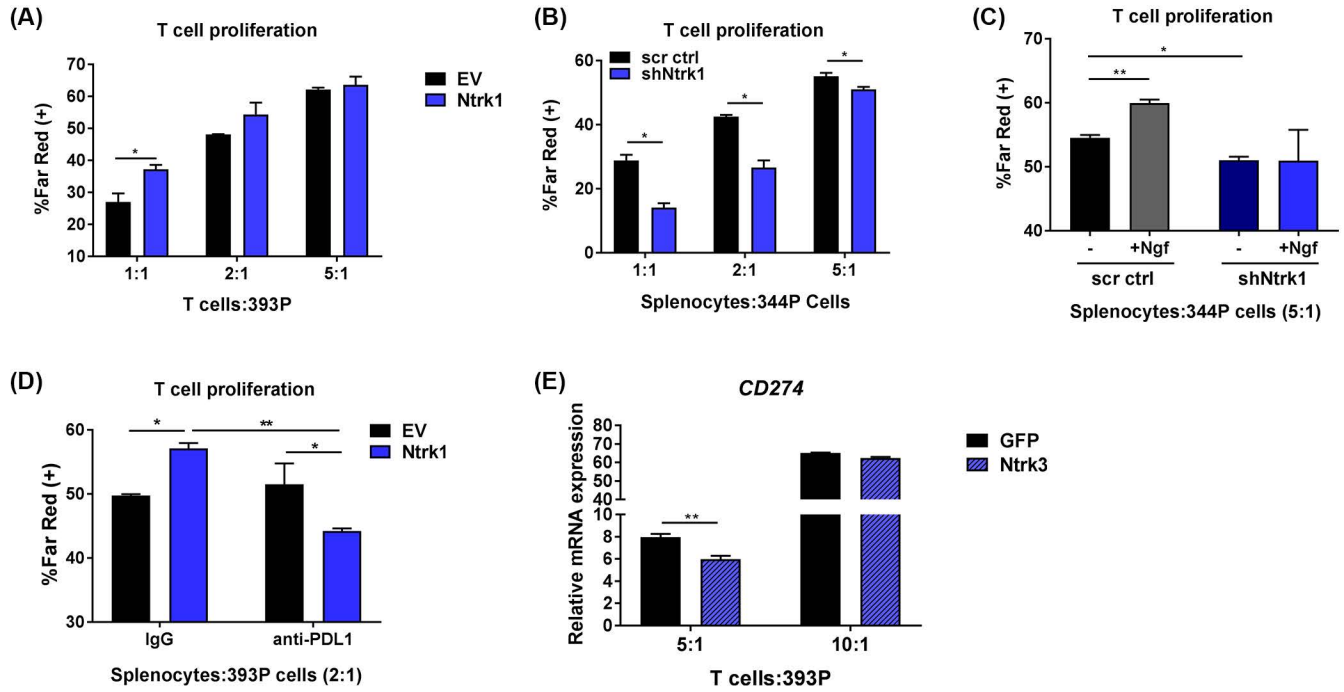 (A)
T cell proliferation
%Far Red (+)
70
60
50
40
30
20
10
*
EV
Ntrk1
1:1 2:1 5:1
T cells:393P
(B)
T cell proliferation
%Far Red (+)
60
40
20
0
scr ctrl
shNtrk1
* * *
1:1 2:1 5:1
Splenocytes:344P Cells
(C)
T cell proliferation
%Far Red (+)
70
60
50
40
*
**
- +Ngf - +Ngf
scr ctrl shNtrk1
Splenocytes:344P cells (5:1)
(D)
T cell proliferation
%Far Red (+)
60
50
40
30
* ** *
EV
Ntrk1
IgG anti-PDL1
Splenocytes:393P cells (2:1)
(E)
CD274
Relative mRNA expression
80
70
60
50
40
8
6
4
2
0
**
GFP
Ntrk3
5:1 10:1
T cells:393P